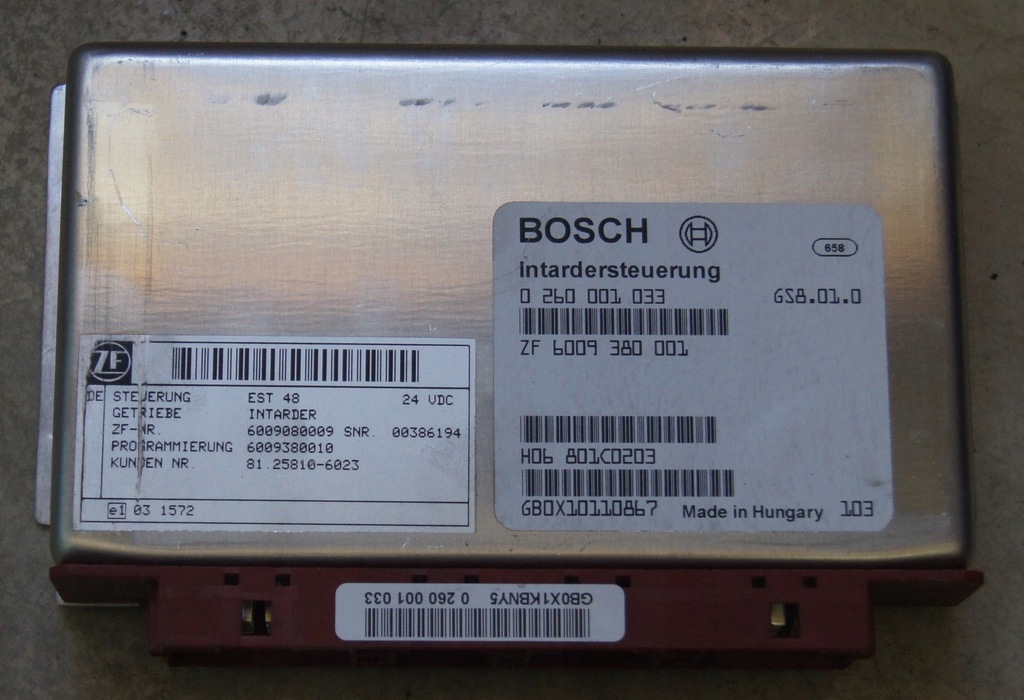 BOSCH
658
Intardersteuerung
0 260 001 033
GS8.01.0
ZF 6009 380 001
H06 801C0203
GB0X10110867
Made in Hungary
103
ZF
DE STEUERUNG EST 48 24 VDC
GETRIEBE INTARDER
ZF-NR. 6009080009 SNR. 00386194
PROGRAMMIERUNG 6009380010
KUNDEN NR. 81.25810-6023
e1 03 1572
GB0X1KBNY5 0 260 001 033